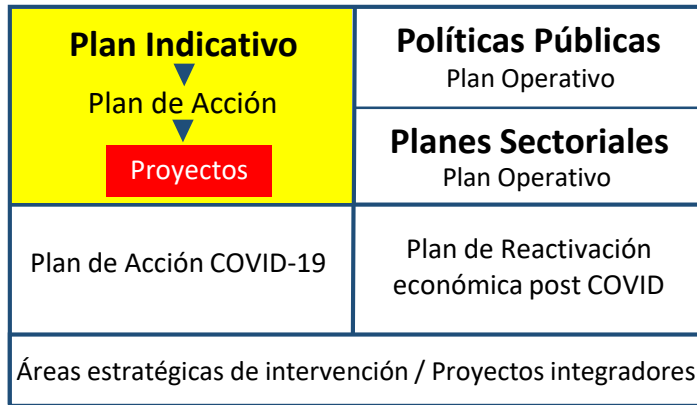 Plan Indicativo
Plan de Acción
Proyectos
Políticas Públicas
Plan Operativo
Planes Sectoriales
Plan Operativo
Plan de Acción COVID-19
Plan de Reactivación
económica post COVID
Áreas estratégicas de intervención / Proyectos integradores